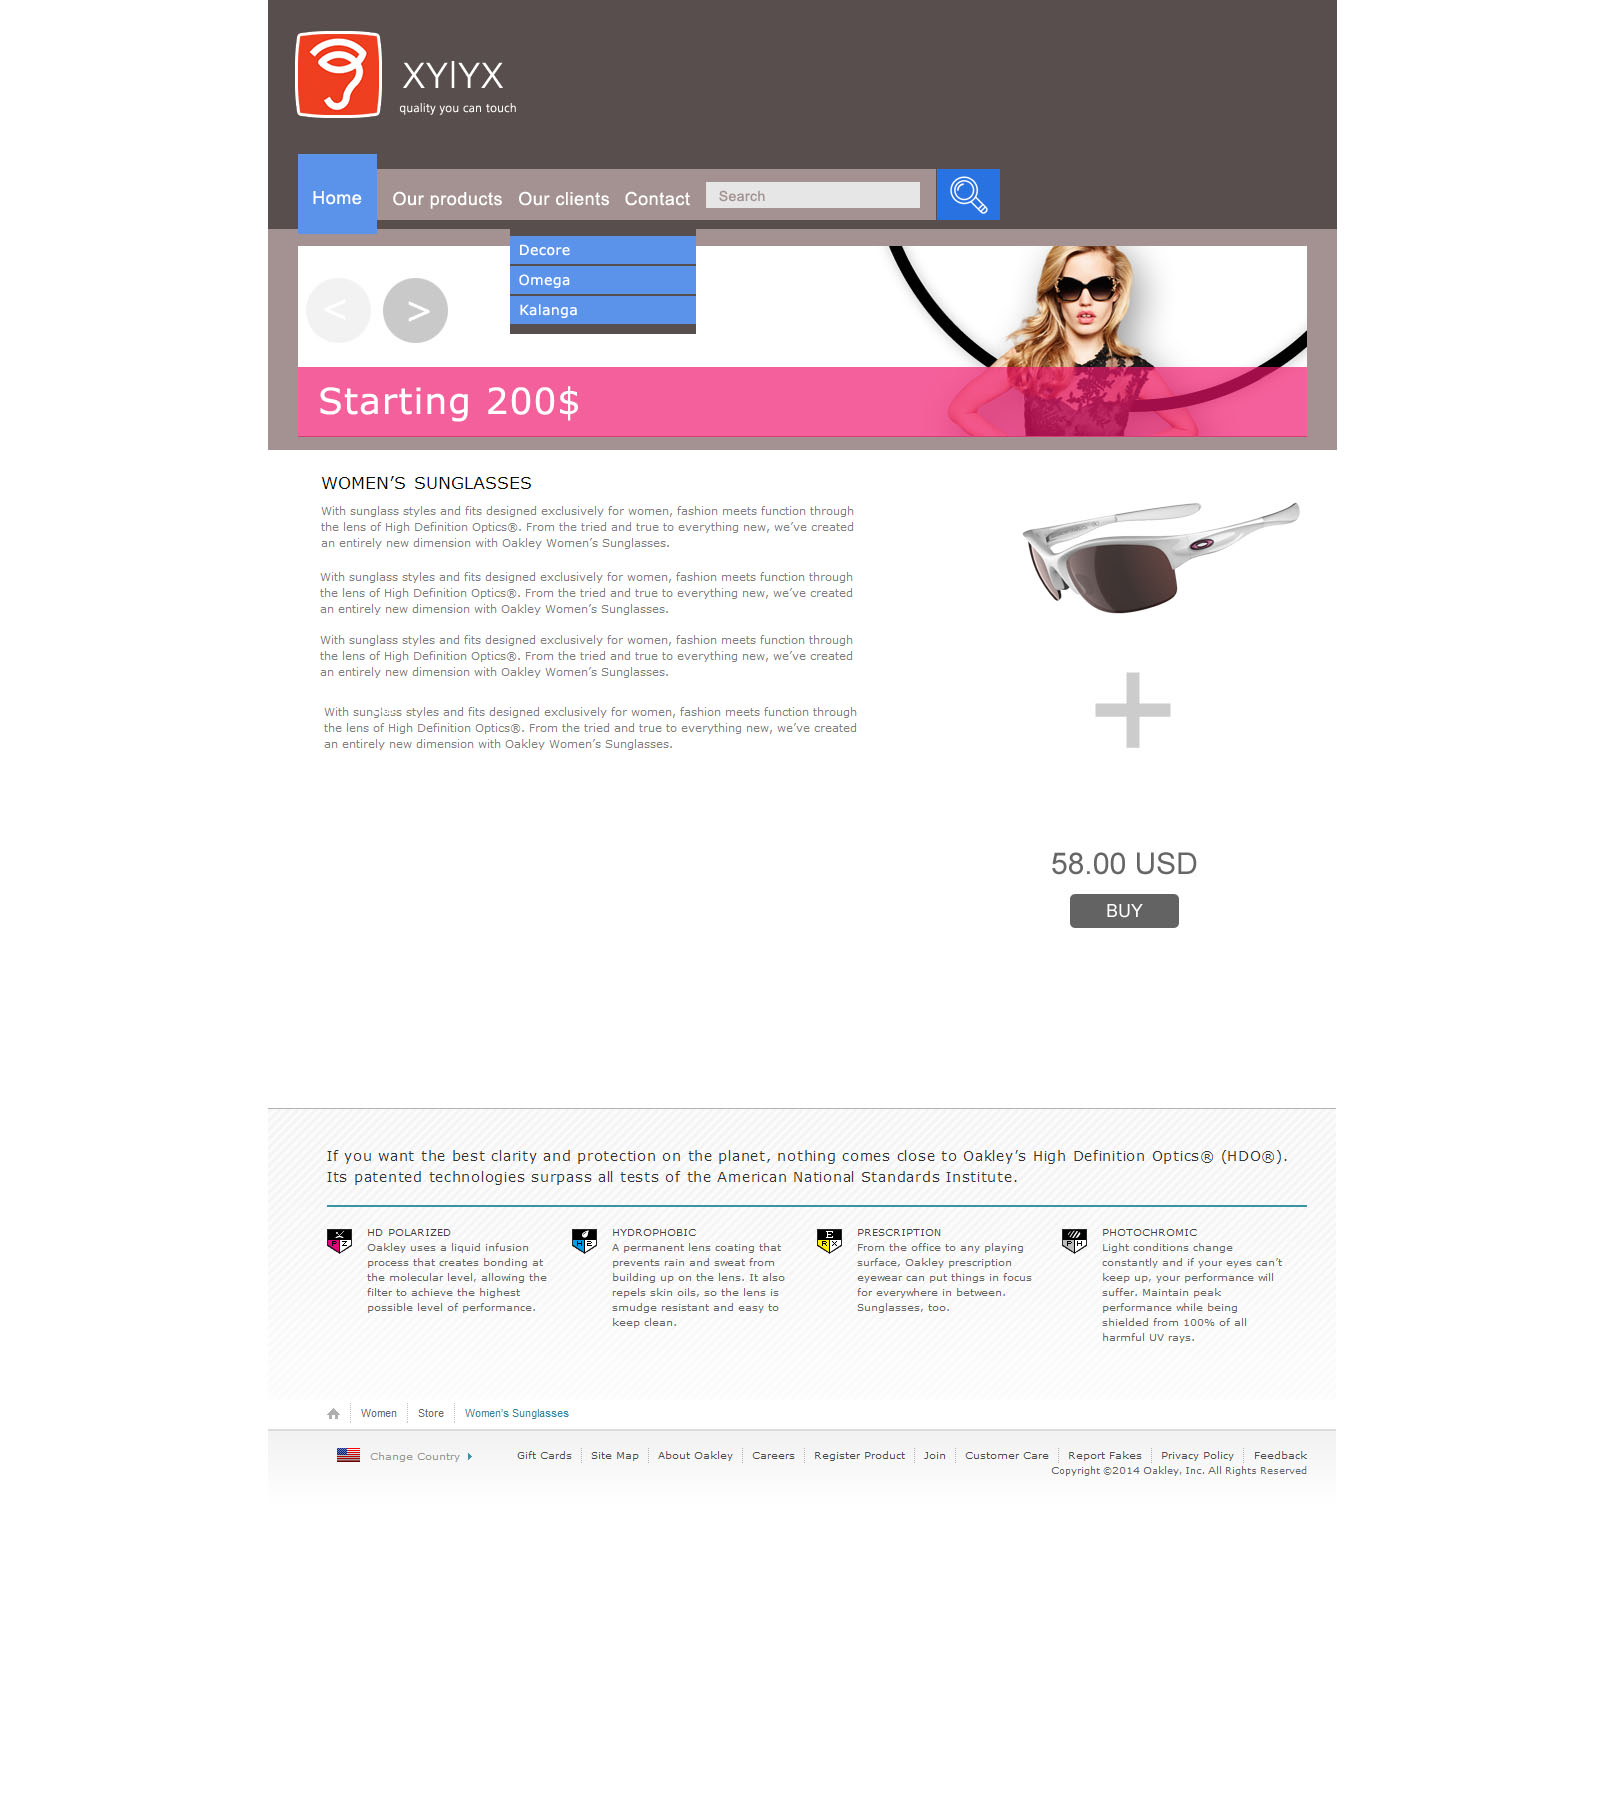 XYIYX
quality you can touch
Home
Our products
Our clients
Contact
Search
Decore
Omega
Kalanga
<
>
Starting 200$
WOMEN’S SUNGLASSES
With sunglass styles and fits designed exclusively for women, fashion meets function through
the lens of High Definition Optics®. From the tried and true to everything new, we’ve created
an entirely new dimension with Oakley Women’s Sunglasses.
With sunglass styles and fits designed exclusively for women, fashion meets function through
the lens of High Definition Optics®. From the tried and true to everything new, we’ve created
an entirely new dimension with Oakley Women’s Sunglasses.
With sunglass styles and fits designed exclusively for women, fashion meets function through
the lens of High Definition Optics®. From the tried and true to everything new, we’ve created
an entirely new dimension with Oakley Women’s Sunglasses.
With sunglass styles and fits designed exclusively for women, fashion meets function through
the lens of High Definition Optics®. From the tried and true to everything new, we’ve created
an entirely new dimension with Oakley Women’s Sunglasses.
+
58.00 USD
BUY
If you want the best clarity and protection on the planet, nothing comes close to Oakley’s High Definition Optics® (HDO®).
Its patented technologies surpass all tests of the American National Standards Institute.
HD POLARIZED
Oakley uses a liquid infusion
process that creates bonding at
the molecular level, allowing the
filter to achieve the highest
possible level of performance.
H2
HYDROPHOBIC
A permanent lens coating that
prevents rain and sweat from
building up on the lens. It also
repels skin oils, so the lens is
smudge resistant and easy to
keep clean.
E
RX
PRESCRIPTION
From the office to any playing
surface, Oakley prescription
eyewear can put things in focus
for everywhere in between.
Sunglasses, too.
PH
PHOTOCHROMIC
Light conditions change
constantly and if your eyes can’t
keep up, your performance will
suffer. Maintain peak
performance while being
shielded from 100% of all
harmful UV rays.
Women
Store
Women's Sunglasses
Change Country
Gift Cards
Site Map
About Oakley
Careers
Register Product
Join
Customer Care
Report Fakes
Privacy Policy
Feedback
Copyright ©2014 Oakley, Inc. All Rights Reserved